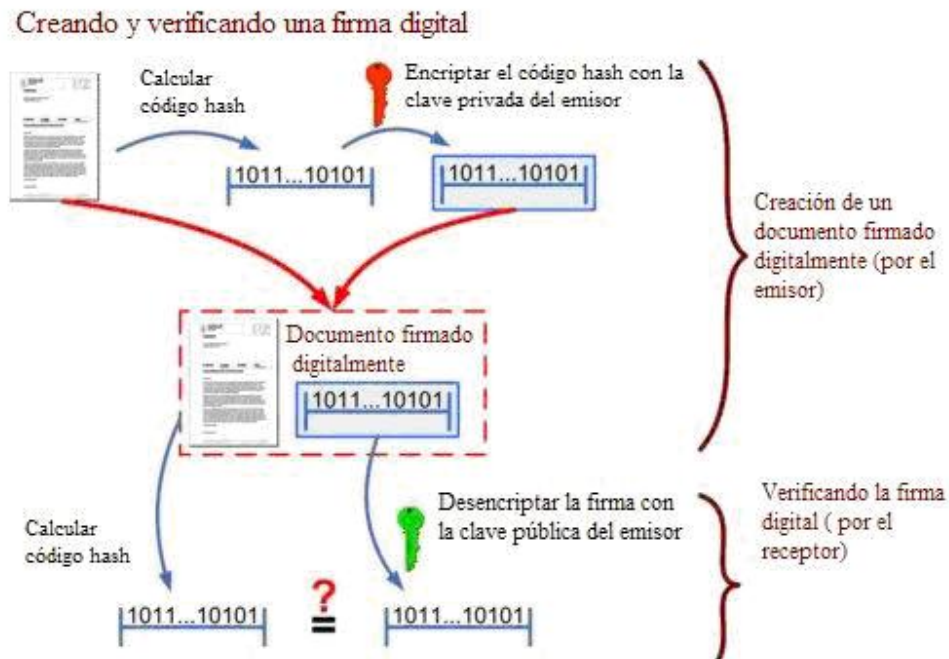 Creando y verificando una firma digital
Calcular
código hash
Encriptar el código hash con la
clave privada del emisor
1011...10101
1011...10101
Creación de un
documento firmado
digitalmente (por el
emisor)
Documento firmado
digitalmente
1011...10101
Calcular
código hash
Desencriptar la firma con
la clave pública del emisor
Verificando la firma
digital ( por el
receptor)
1011...10101
?
=
1011...10101